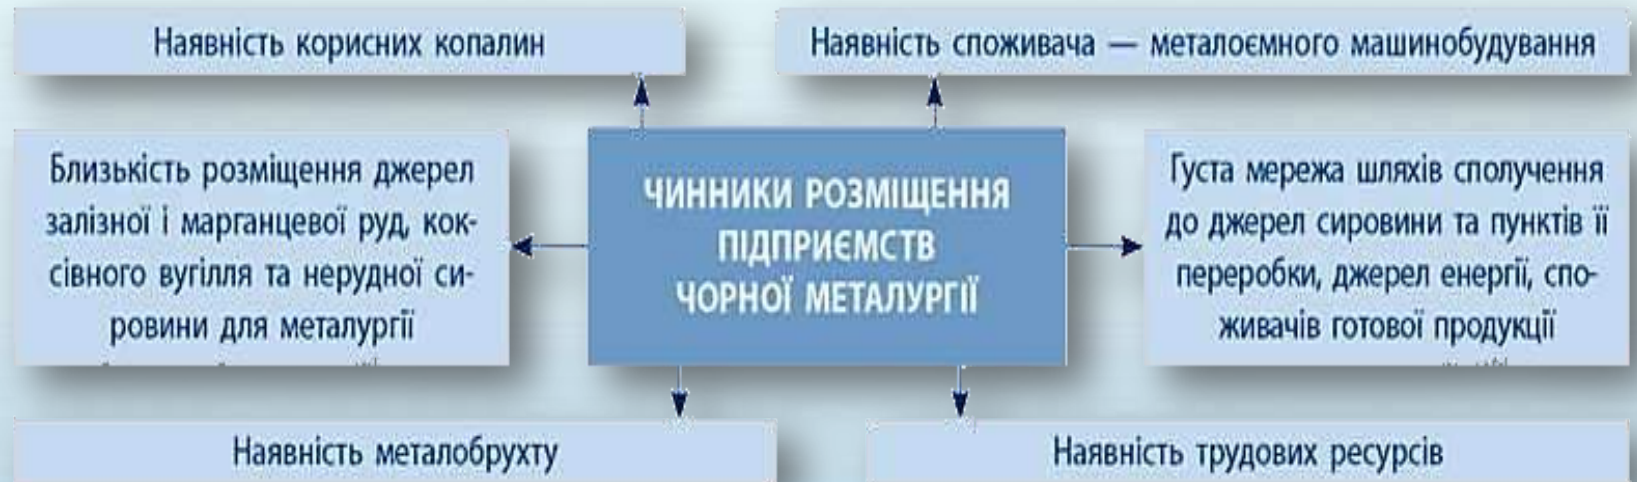 Наявність корисних копалин
Наявність споживача — металоємного машинобудування
Близькість розміщення джерел
залізної і марганцевої руд, кок-
сівного вугілля та нерудної си-
ровини для металургії
ЧИННИКИ РОЗМІЩЕННЯ
ПІДПРИЄМСТВ
ЧОРНОЇ МЕТАЛУРГІЇ
Густа мережа шляхів сполучення
до джерел сировини та пунктів її
переробки, джерел енергії, спо-
живачів готової продукції
Наявність металобрухту
Наявність трудових ресурсів